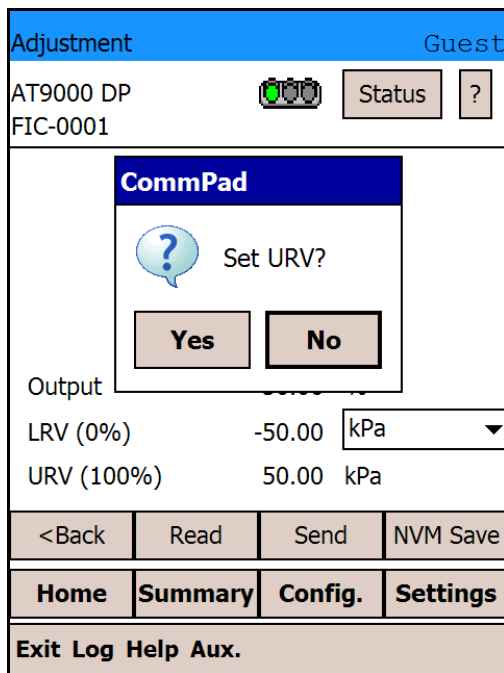 Adjustment Guest
AT9000 DP Status ?
FIC-0001
CommPad
? Set URV?
Yes No
Output
LRV (0%) -50.00 kPa
URV (100%) 50.00 kPa
<Back Read Send NVM Save
Home Summary Config. Settings
Exit Log Help Aux.